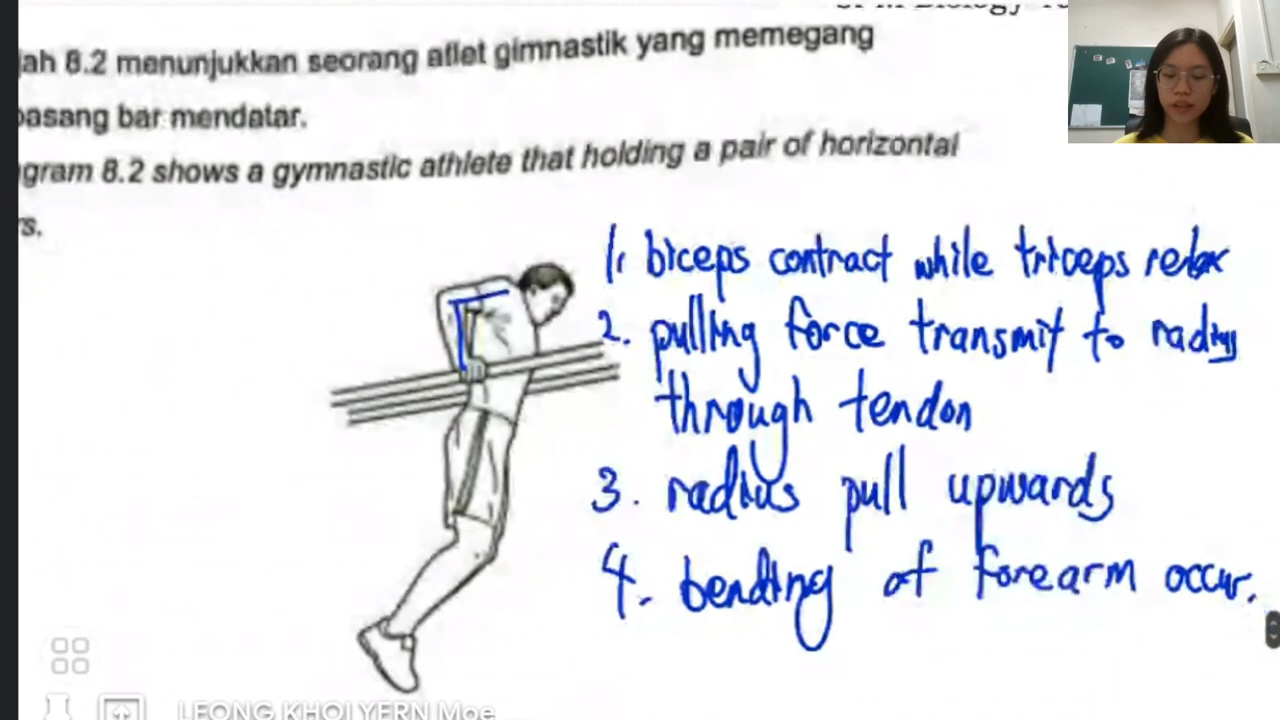 SPM Biology
jah 8.2 menunjukkan seorang atlet gimnastik yang memegang
pasang bar mendatar.
gram 8.2 shows a gymnastic athlete that holding a pair of horizontal
s.
1. biceps contract while triceps relax
2. pulling force transmit to radius
through tendon
3. radius pull upwards
4. bending of forearm occur.
LEONG KHOI YERN Moe